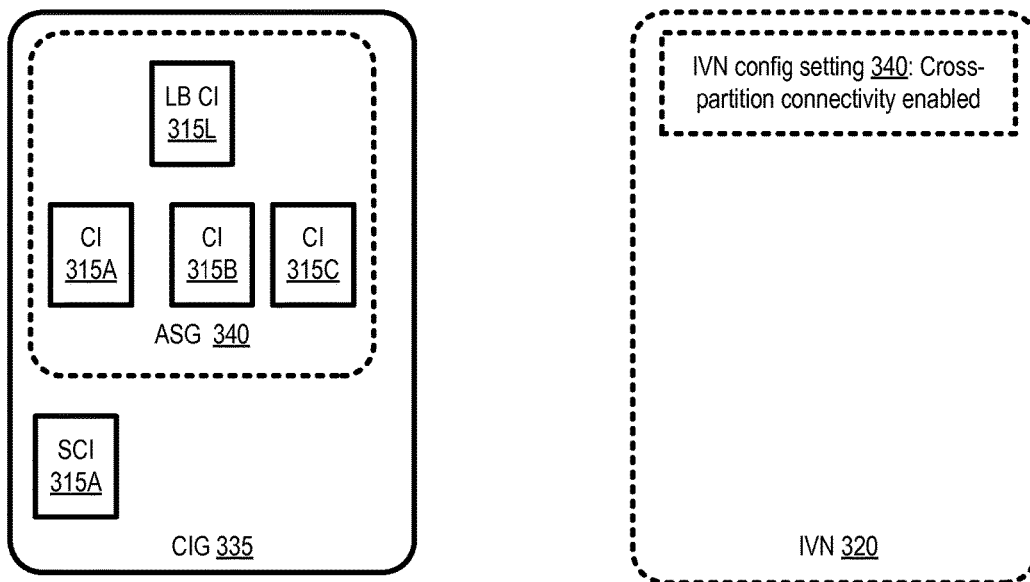 LB CI
315L
CI
315A
CI
315B
CI
315C
ASG 340
SCI
315A
CIG 335
IVN config setting 340: Cross-
partition connectivity enabled
IVN 320